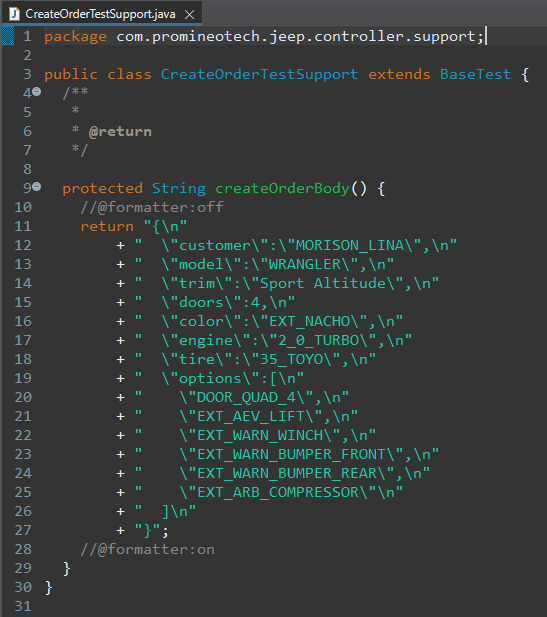 CreateOrderTestSupport.java
1 package com.promineotech.jeep.controller.support;
2
3 public class CreateOrderTestSupport extends BaseTest {
4   /**
5    *
6    * @return
7    */
8
9   protected String createOrderBody() {
10     //@formatter:off
11     return "{\n"
12         + "  \"customer\":\"MORISON_LINA\",\n"
13         + "  \"model\":\"WRANGLER\",\n"
14         + "  \"trim\":\"Sport Altitude\",\n"
15         + "  \"doors\":4,\n"
16         + "  \"color\":\"EXT_NACHO\",\n"
17         + "  \"engine\":\"2_0_TURBO\",\n"
18         + "  \"tire\":\"35_TOYO\",\n"
19         + "  \"options\":[\n"
20         + "    \"DOOR_QUAD_4\",\n"
21         + "    \"EXT_AEV_LIFT\",\n"
22         + "    \"EXT_WARN_WINCH\",\n"
23         + "    \"EXT_WARN_BUMPER_FRONT\",\n"
24         + "    \"EXT_WARN_BUMPER_REAR\",\n"
25         + "    \"EXT_ARB_COMPRESSOR\"\n"
26         + "  ]\n"
27         + "}";
28     //@formatter:on
29   }
30 }
31